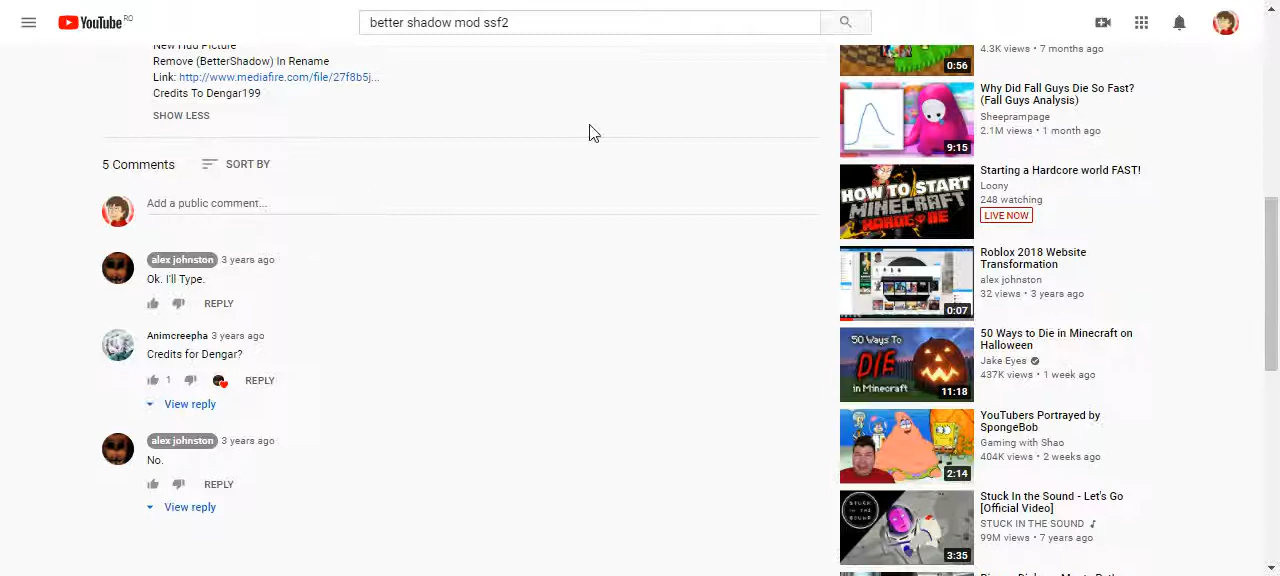 YouTube RO
better shadow mod ssf2
New Hud Picture
Remove (BetterShadow) In Rename
Link: http://www.mediafire.com/file/27f8b5j...
Credits To Dengar199
SHOW LESS
5 Comments
SORT BY
Add a public comment...
alex johnston 3 years ago
Ok. I'll Type.
REPLY
Animcreepha 3 years ago
Credits for Dengar?
1 REPLY
View reply
alex johnston 3 years ago
No.
REPLY
View reply
4.3K views • 7 months ago
0:56
Why Did Fall Guys Die So Fast?
(Fall Guys Analysis)
Sheeprampage
2.1M views • 1 month ago
9:15
Starting a Hardcore world FAST!
Loony
248 watching
LIVE NOW
HOW TO START
MINECRAFT
HARDCORE
Roblox 2018 Website
Transformation
alex johnston
32 views • 3 years ago
0:07
50 Ways to Die in Minecraft on
Halloween
Jake Eyes
437K views • 1 week ago
50 Ways To
DIE
in Minecraft
11:18
YouTubers Portrayed by
SpongeBob
Gaming with Shao
404K views • 2 weeks ago
2:14
Stuck In the Sound - Let's Go
[Official Video]
STUCK IN THE SOUND
99M views • 7 years ago
STUCK
IN THE
SOUND
3:35